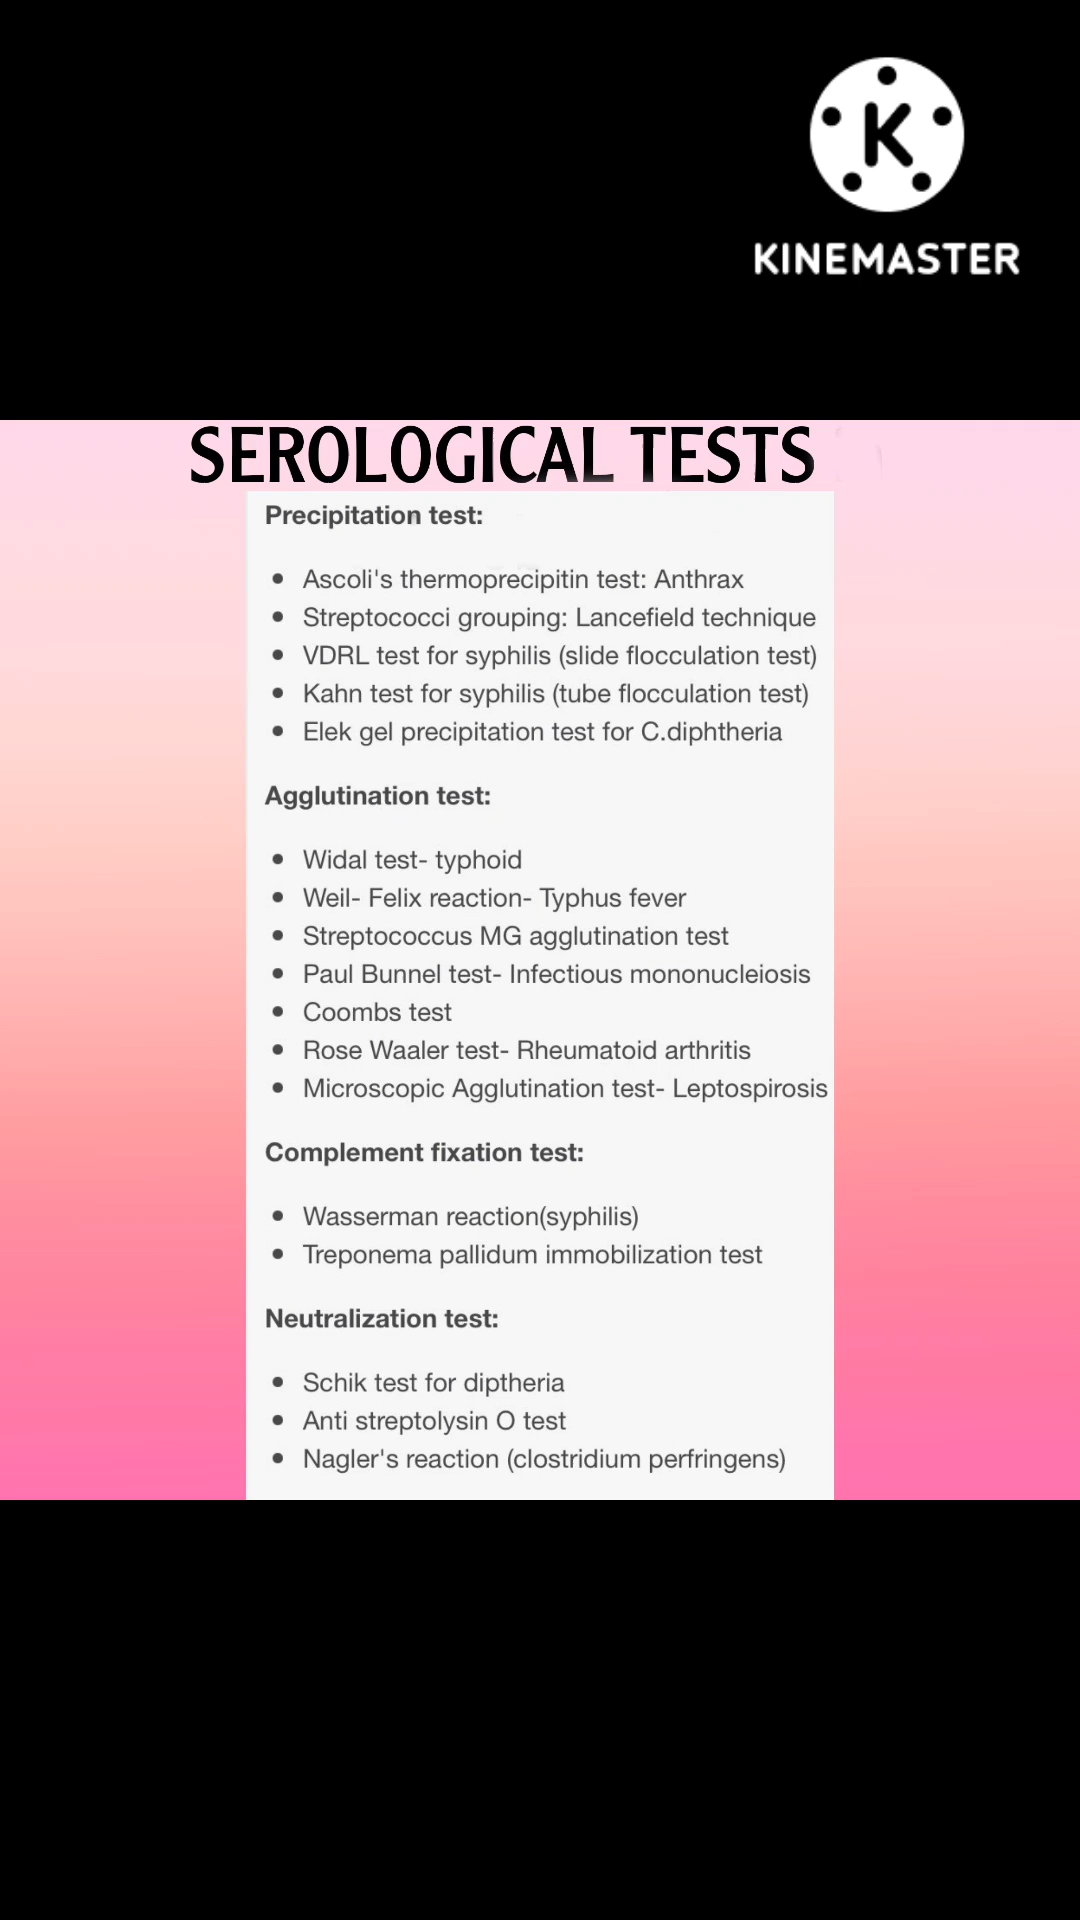 K
KINEMASTER
SEROLOGICAL TESTS
Precipitation test:
Ascoli's thermoprecipitin test: Anthrax
Streptococci grouping: Lancefield technique
VDRL test for syphilis (slide flocculation test)
Kahn test for syphilis (tube flocculation test)
Elek gel precipitation test for C.diphtheria
Agglutination test:
Widal test- typhoid
Weil- Felix reaction- Typhus fever
Streptococcus MG agglutination test
Paul Bunnel test- Infectious mononucleiosis
Coombs test
Rose Waaler test- Rheumatoid arthritis
Microscopic Agglutination test- Leptospirosis
Complement fixation test:
Wasserman reaction(syphilis)
Treponema pallidum immobilization test
Neutralization test:
Schik test for diptheria
Anti streptolysin O test
Nagler's reaction (clostridium perfringens)